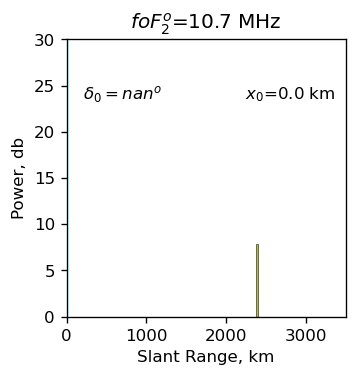 foF₂ᵒ=10.7 MHz
30
δ₀ = nanᵒ
x₀=0.0 km
25
20
15
10
5
0
Power, db
0 1000 2000 3000
Slant Range, km